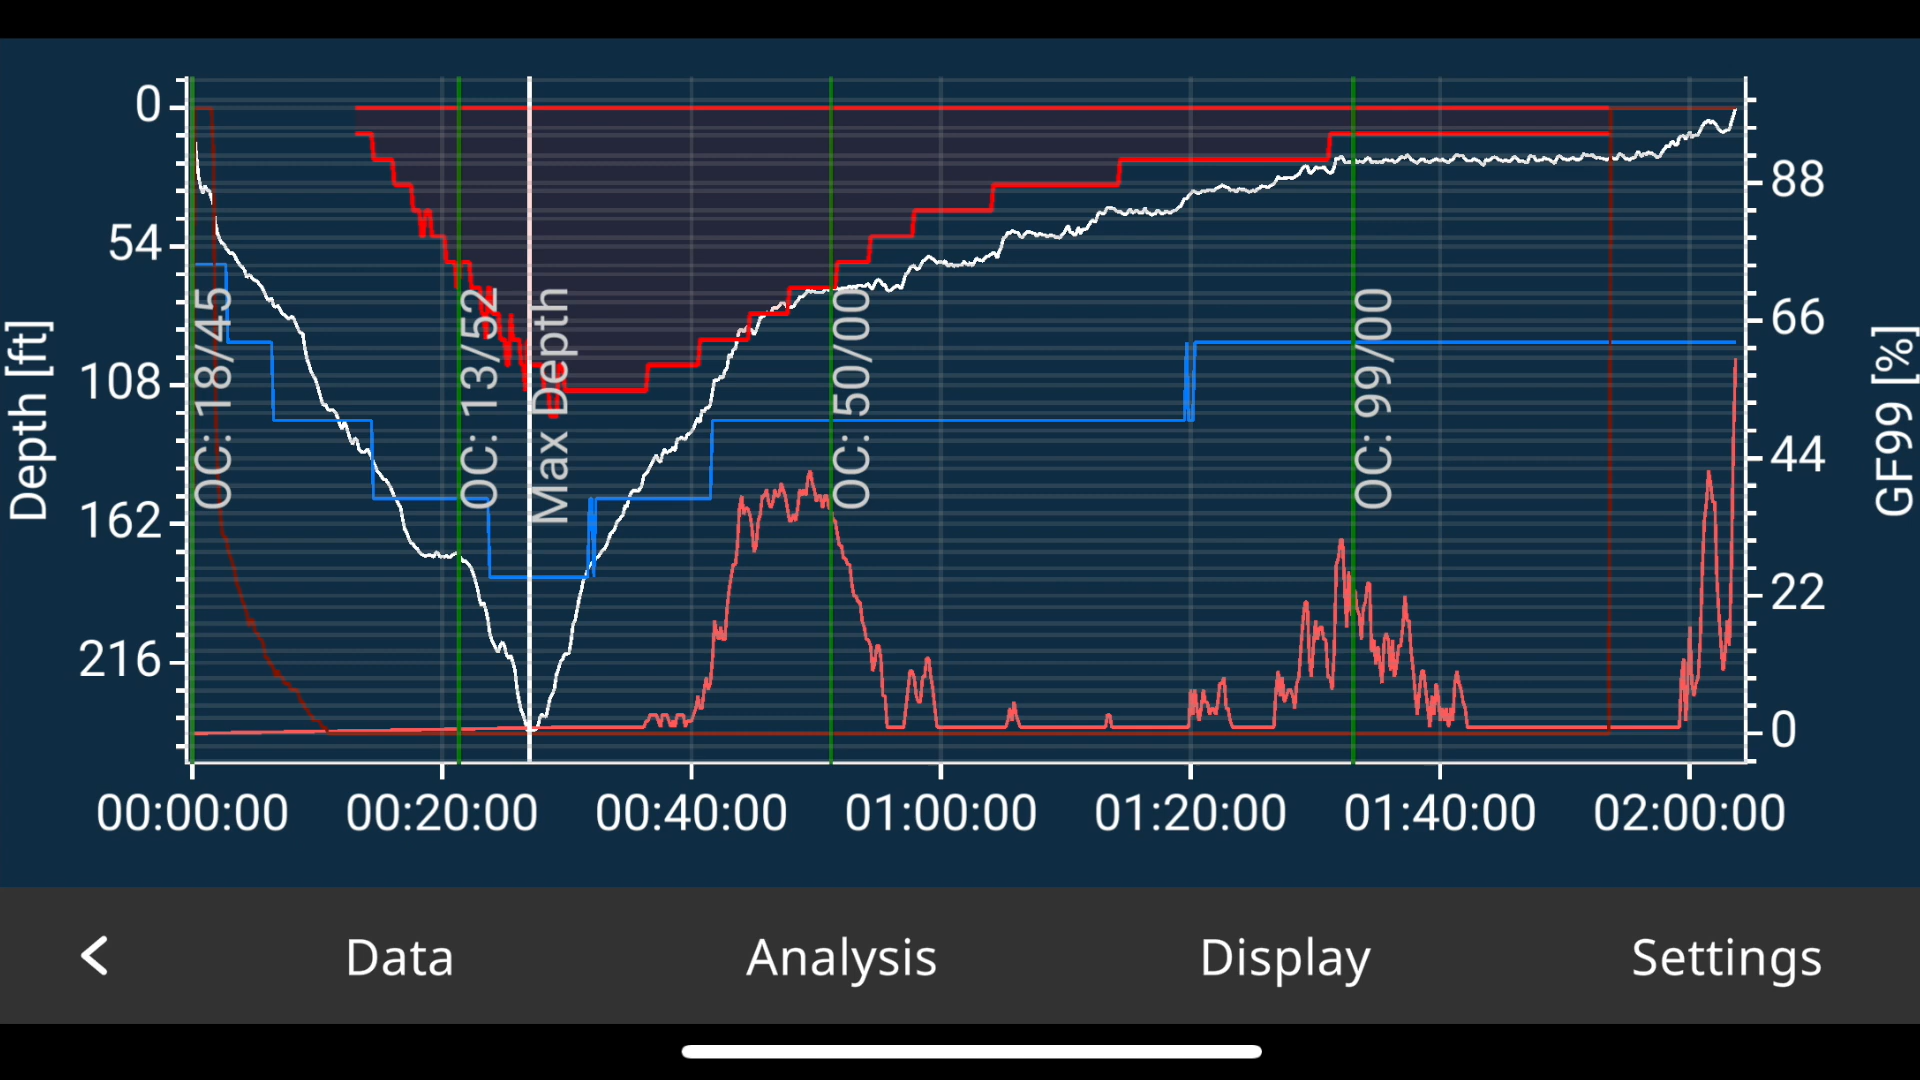 0
54
108
162
216
Depth [ft]
OC: 18/45
OC: 13/52
Max Depth
OC: 50/00
OC: 99/00
88
66
44
22
0
GF99 [%]
00:00:00 00:20:00 00:40:00 01:00:00 01:20:00 01:40:00 02:00:00
Data Analysis Display Settings